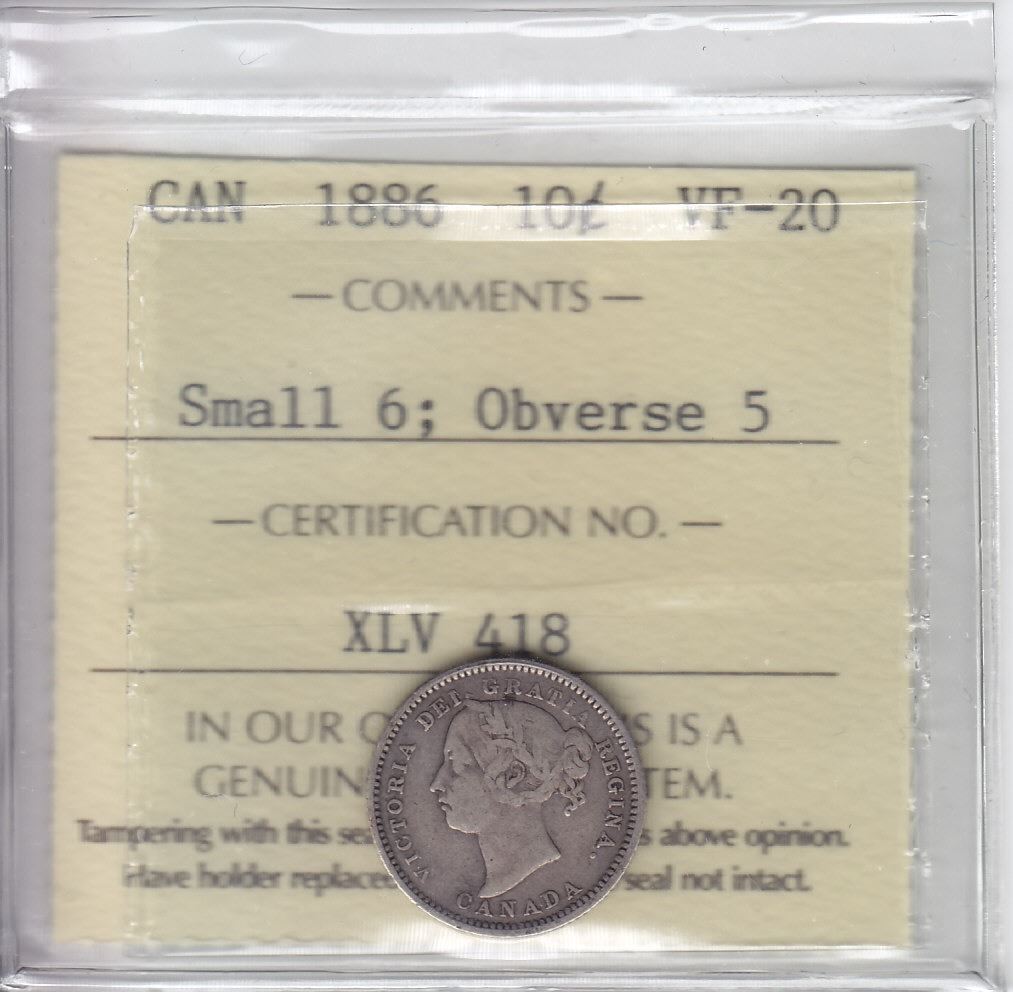 CAN 1886 10¢ VF-20
— COMMENTS —
Small 6; Obverse 5
— CERTIFICATION NO. —
XLV 418
IN OUR S IS A
GENUIN TEM.
Tampering with this se s above opinion.
Have holder replaced seal not intact.
VICTORIA DEI GRATIA REGINA.
CANADA